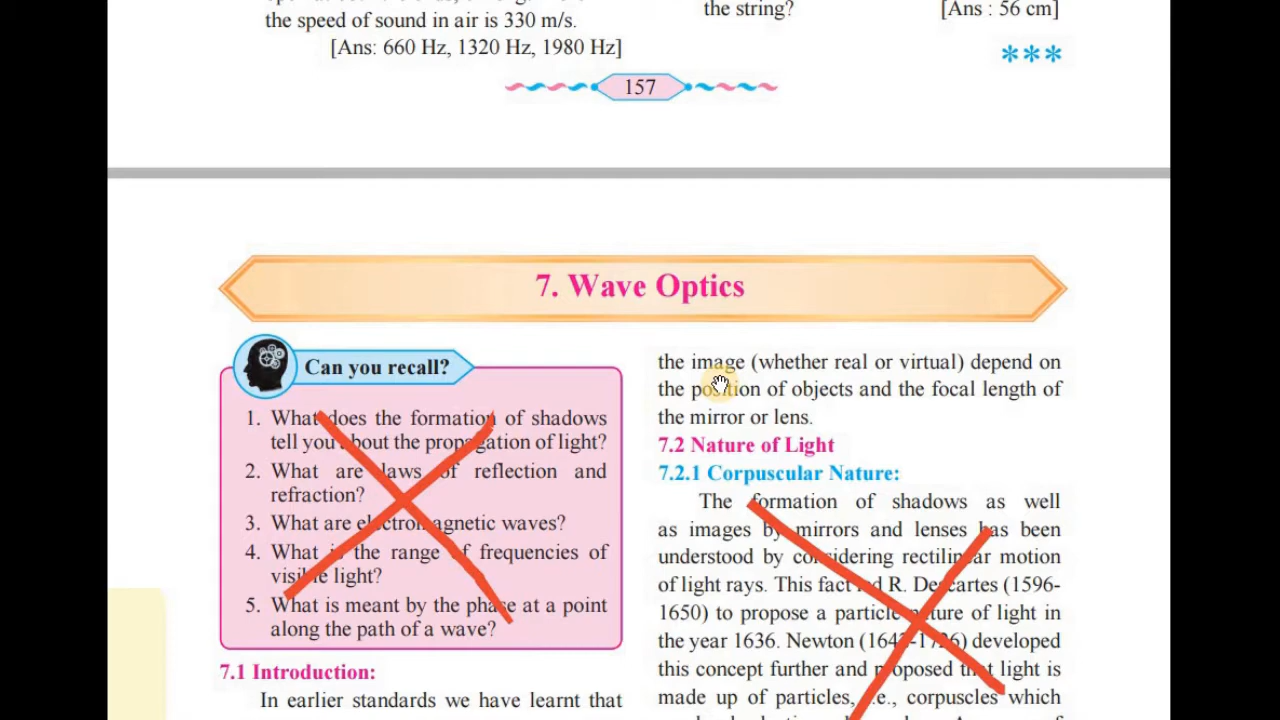 the speed of sound in air is 330 m/s.
[Ans: 660 Hz, 1320 Hz, 1980 Hz]
the string?
[Ans : 56 cm]
***
157
7. Wave Optics
Can you recall?
1. What does the formation of shadows
tell you about the propagation of light?
2. What are laws of reflection and
refraction?
3. What are electromagnetic waves?
4. What is the range of frequencies of
visible light?
5. What is meant by the phase at a point
along the path of a wave?
7.1 Introduction:
In earlier standards we have learnt that
the image (whether real or virtual) depend on
the position of objects and the focal length of
the mirror or lens.
7.2 Nature of Light
7.2.1 Corpuscular Nature:
The formation of shadows as well
as images by mirrors and lenses has been
understood by considering rectilinear motion
of light rays. This fact led R. Descartes (1596-
1650) to propose a particle nature of light in
the year 1636. Newton (1642-1726) developed
this concept further and proposed that light is
made up of particles, i.e., corpuscles which